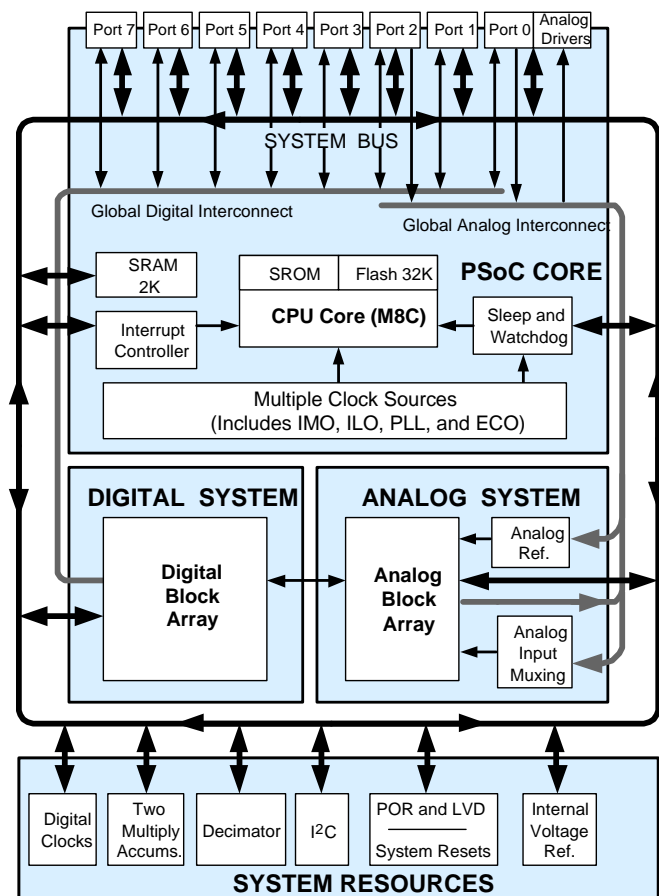 Port 7 Port 6 Port 5 Port 4 Port 3 Port 2 Port 1 Port 0 Analog Drivers
SYSTEM BUS
Global Digital Interconnect
Global Analog Interconnect
PSoC CORE
SRAM
2K
SROM Flash 32K
CPU Core (M8C)
Interrupt
Controller
Sleep and
Watchdog
Multiple Clock Sources
(Includes IMO, ILO, PLL, and ECO)
DIGITAL SYSTEM
Digital
Block
Array
ANALOG SYSTEM
Analog
Block
Array
Analog
Ref.
Analog
Input
Muxing
Digital
Clocks
Two
Multiply
Accums.
Decimator
I²C
POR and LVD
System Resets
Internal
Voltage
Ref.
SYSTEM RESOURCES